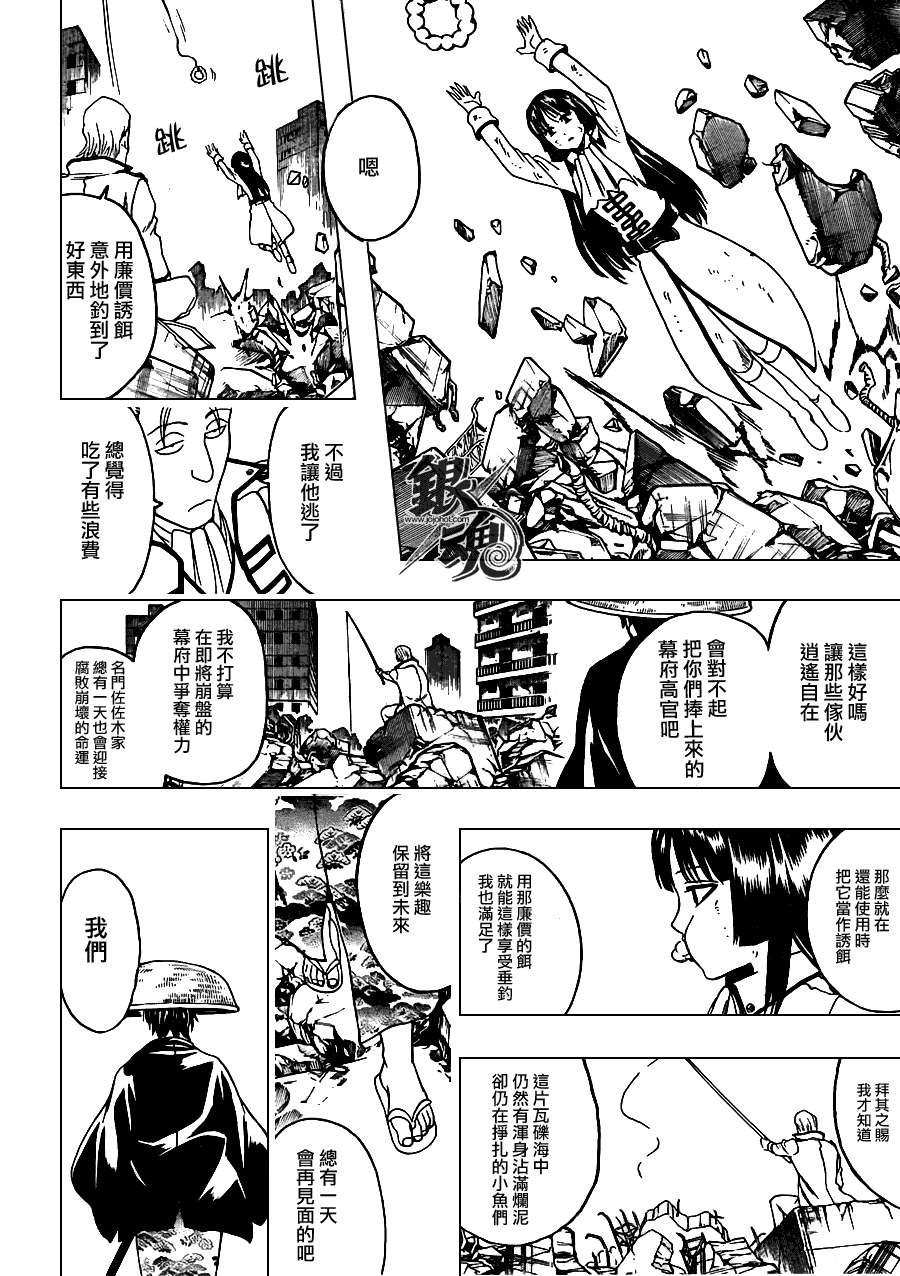 嗯
跳
跳
用廉價誘餌
意外地釣到了
好東西
不過
我讓他逃了
總覺得
吃了有些浪費
銀魂
www.jojohot.com
這樣好嗎
讓那些傢伙
逍遙自在
會對不起
把你們捧上來的
幕府高官吧
我不打算
在即將崩盤的
幕府中爭奪權力
名門佐佐木家
總有一天也會迎接
腐敗崩壞的命運
那麼就在
還能使用時
把它當作誘餌
用那廉價的餌
就能這樣享受垂釣
我也滿足了
拜其之賜
我才知道
這片瓦礫海中
仍然有渾身沾滿爛泥
卻仍在掙扎的小魚們
將這樂趣
保留到未來
總有一天
會再見面的吧
我們